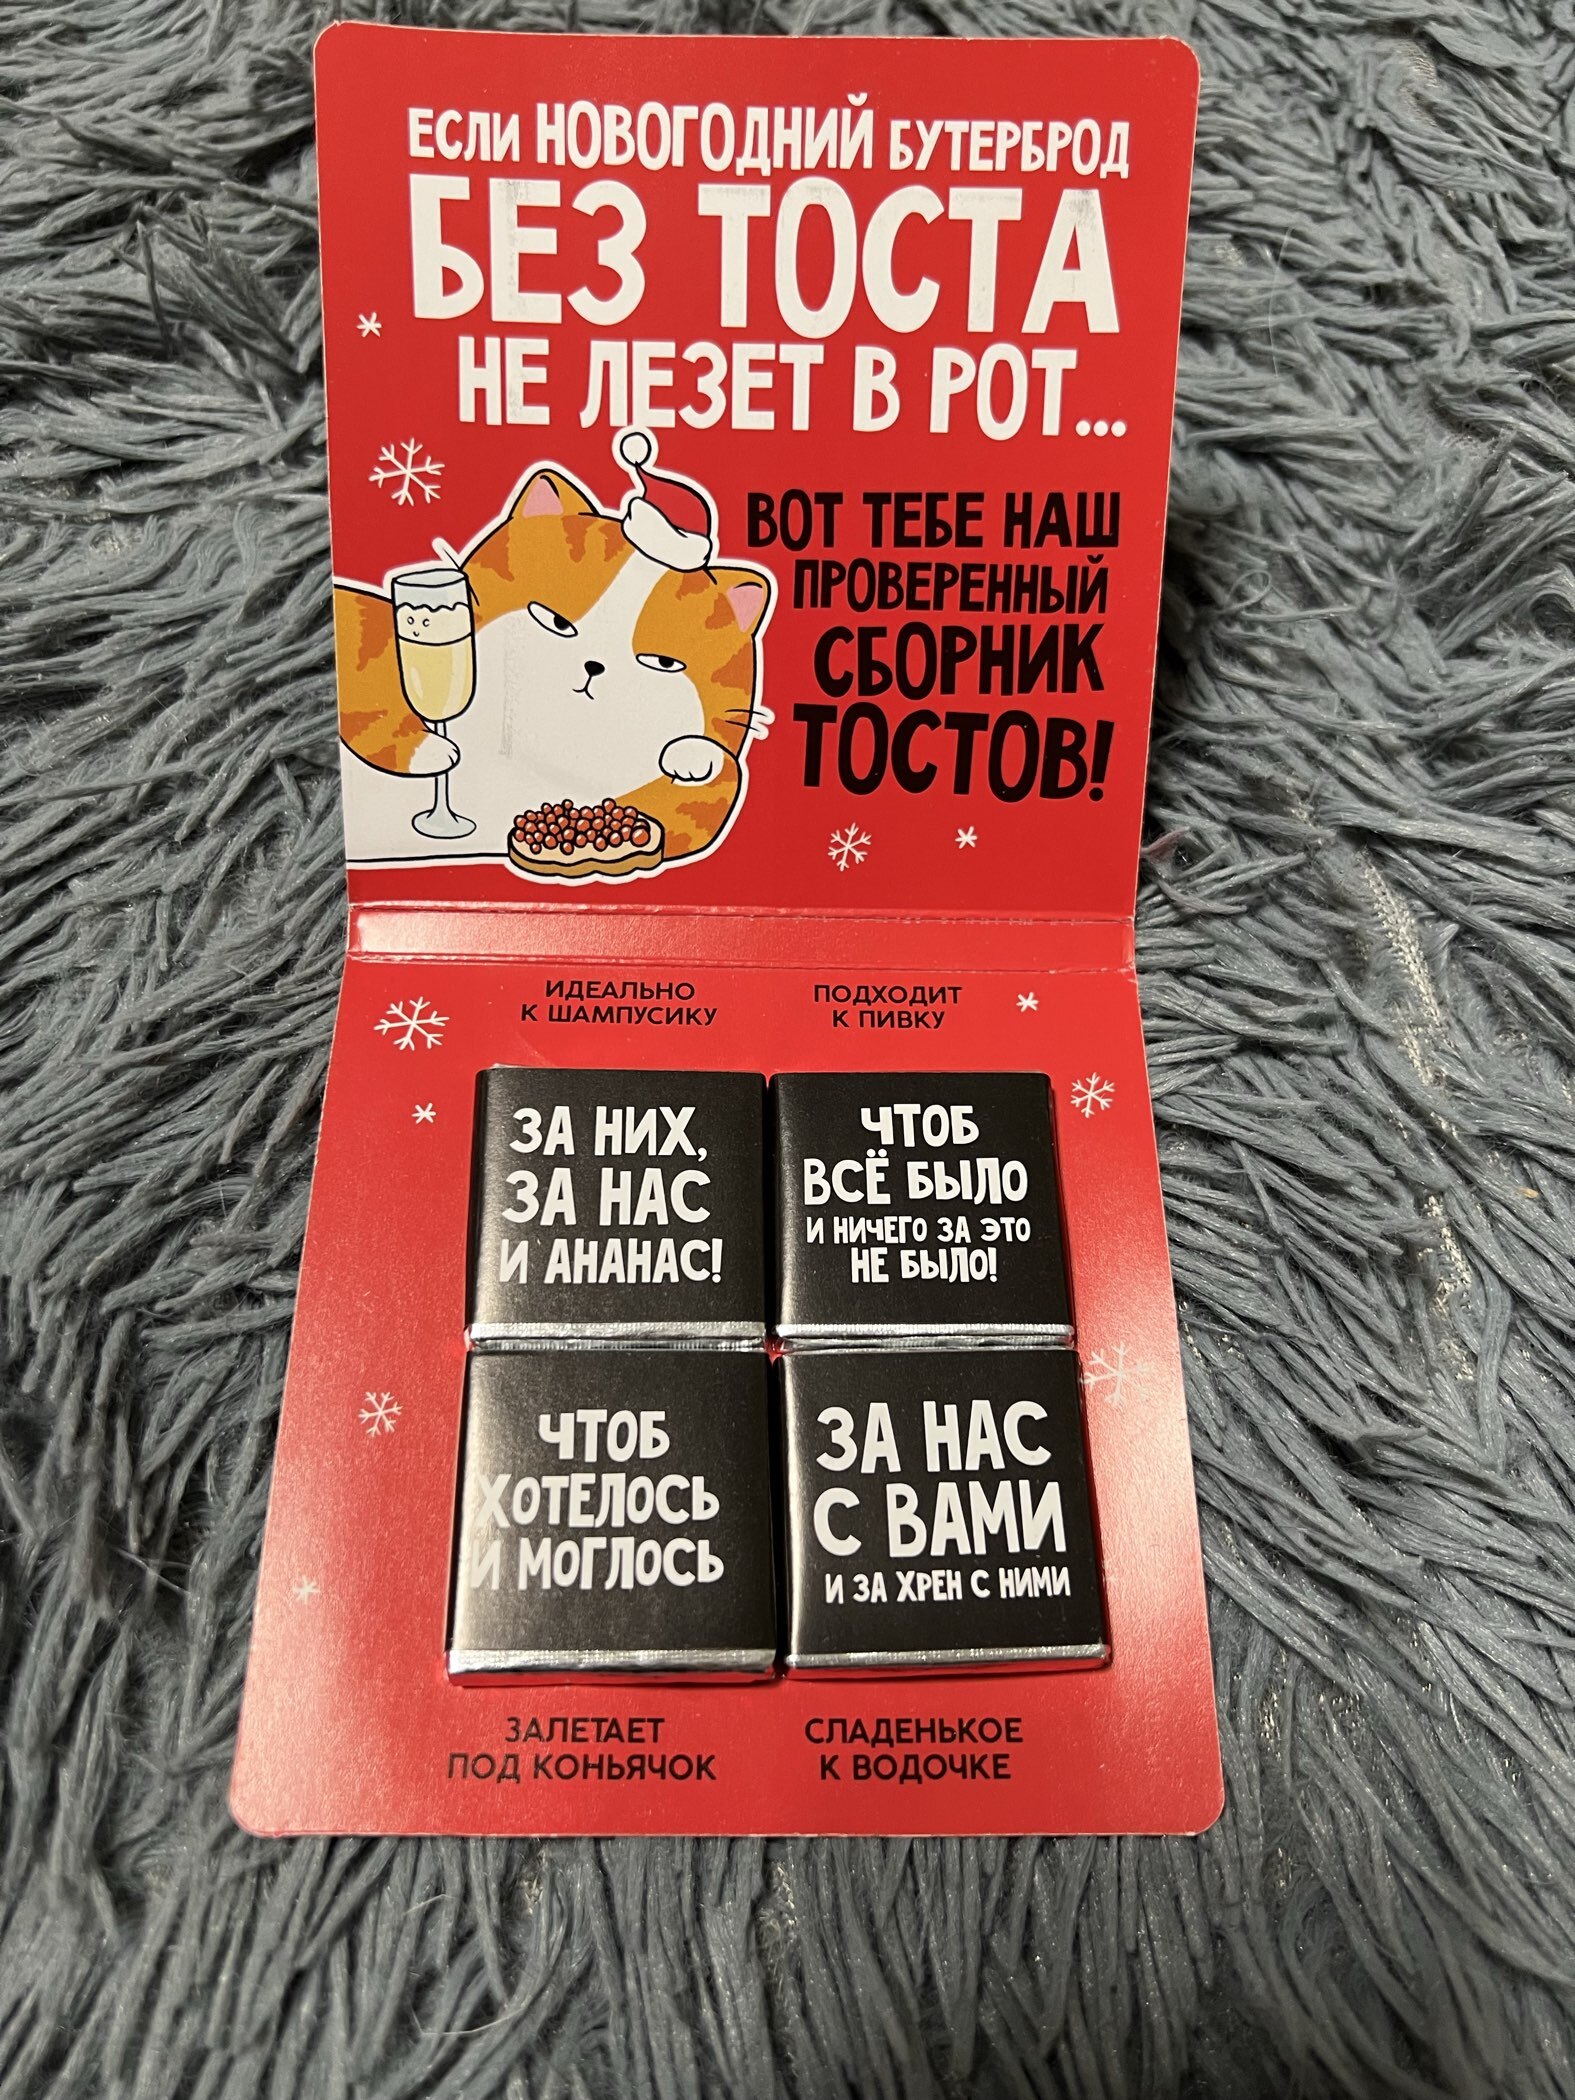 ЕСЛИ НОВОГОДНИЙ БУТЕРБРОД
БЕЗ ТОСТА
НЕ ЛЕЗЕТ В РОТ...
ВОТ ТЕБЕ НАШ
ПРОВЕРЕННЫЙ
СБОРНИК
ТОСТОВ!
ИДЕАЛЬНО
К ШАМПУСИКУ
ПОДХОДИТ
К ПИВКУ
ЗА НИХ,
ЗА НАС
И АНАНАС!
ЧТОБ
ВСЁ БЫЛО
И НИЧЕГО ЗА ЭТО
НЕ БЫЛО!
ЧТОБ
ХОТЕЛОСЬ
И МОГЛОСЬ
ЗА НАС
С ВАМИ
И ЗА ХРЕН С НИМИ
ЗАЛЕТАЕТ
ПОД КОНЬЯЧОК
СЛАДЕНЬКОЕ
К ВОДОЧКЕ